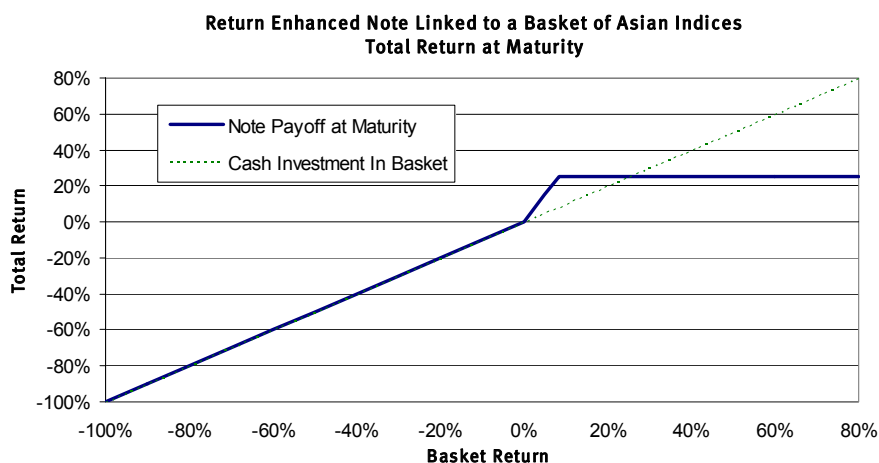 Return Enhanced Note Linked to a Basket of Asian Indices
Total Return at Maturity
80%
60%
40%
20%
0%
-20%
-40%
-60%
-80%
-100%
Total Return
Note Payoff at Maturity
Cash Investment In Basket
-100% -80% -60% -40% -20% 0% 20% 40% 60% 80%
Basket Return